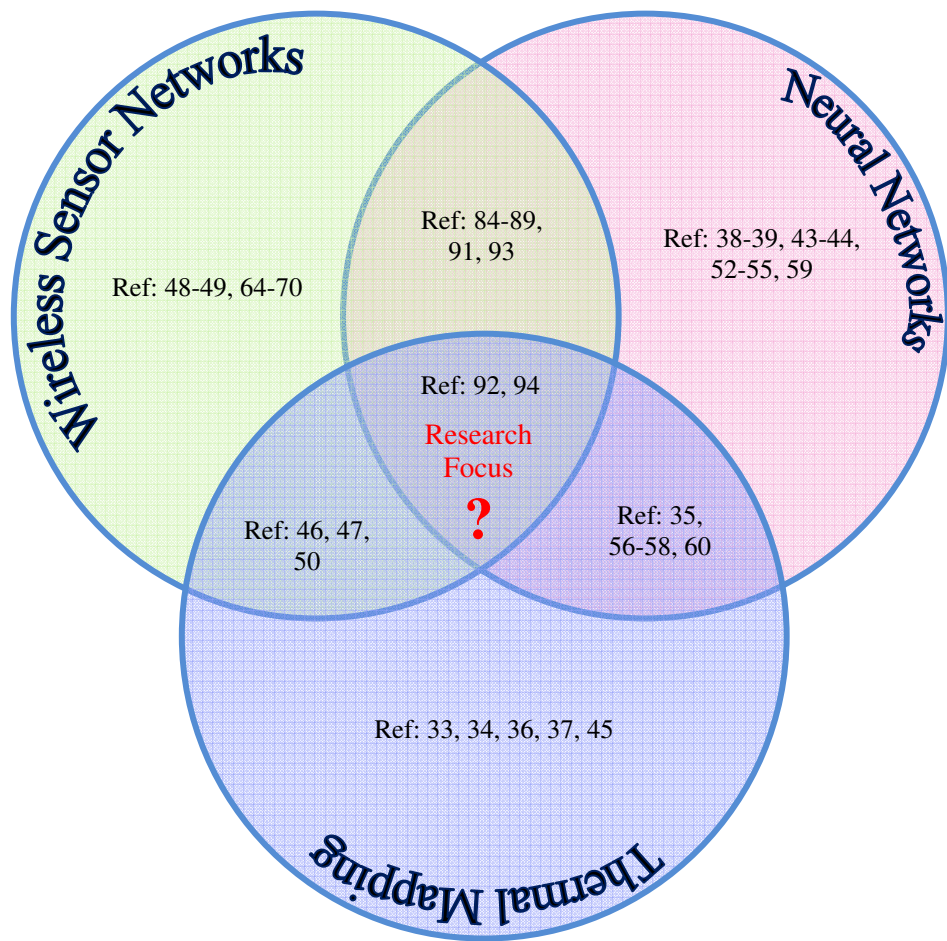 Wireless Sensor Networks
Neural Networks
Ref: 84-89,
91, 93
Ref: 38-39, 43-44,
52-55, 59
Ref: 48-49, 64-70
Ref: 92, 94
Research
Focus
?
Ref: 46, 47,
50
Ref: 35,
56-58, 60
Ref: 33, 34, 36, 37, 45
Thermal Mapping